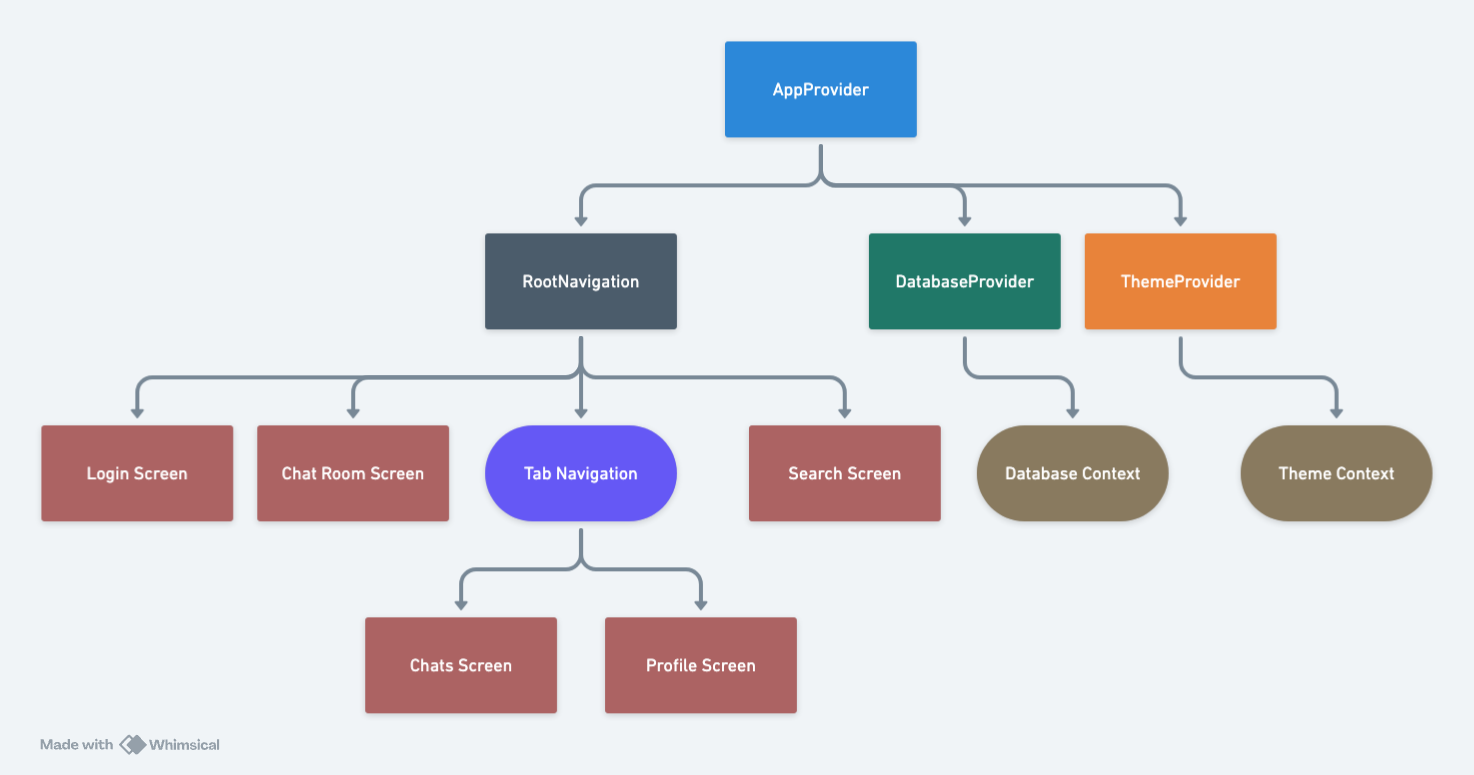 AppProvider
RootNavigation
DatabaseProvider
ThemeProvider
Login Screen
Chat Room Screen
Tab Navigation
Search Screen
Database Context
Theme Context
Chats Screen
Profile Screen
Made with Whimsical